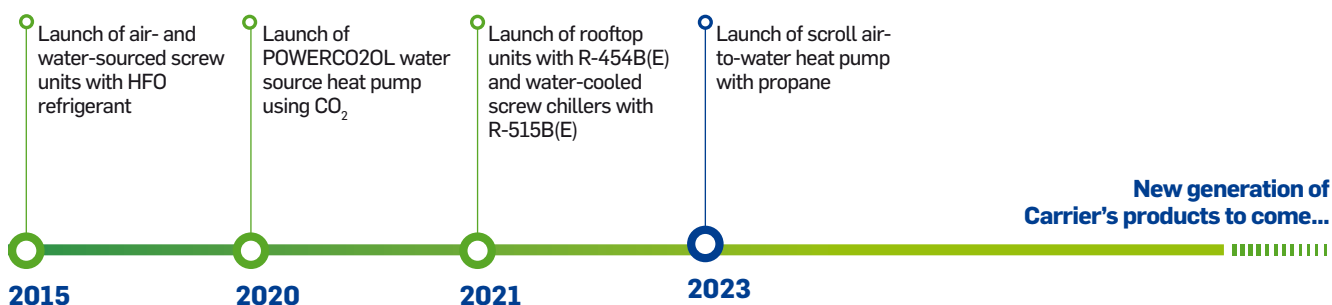 Launch of air- and
water-sourced screw
units with HFO
refrigerant
Launch of
POWERCO2OL water
source heat pump
using CO₂
Launch of rooftop
units with R-454B(E)
and water-cooled
screw chillers with
R-515B(E)
Launch of scroll air-
to-water heat pump
with propane
New generation of
Carrier’s products to come...
2015
2020
2021
2023